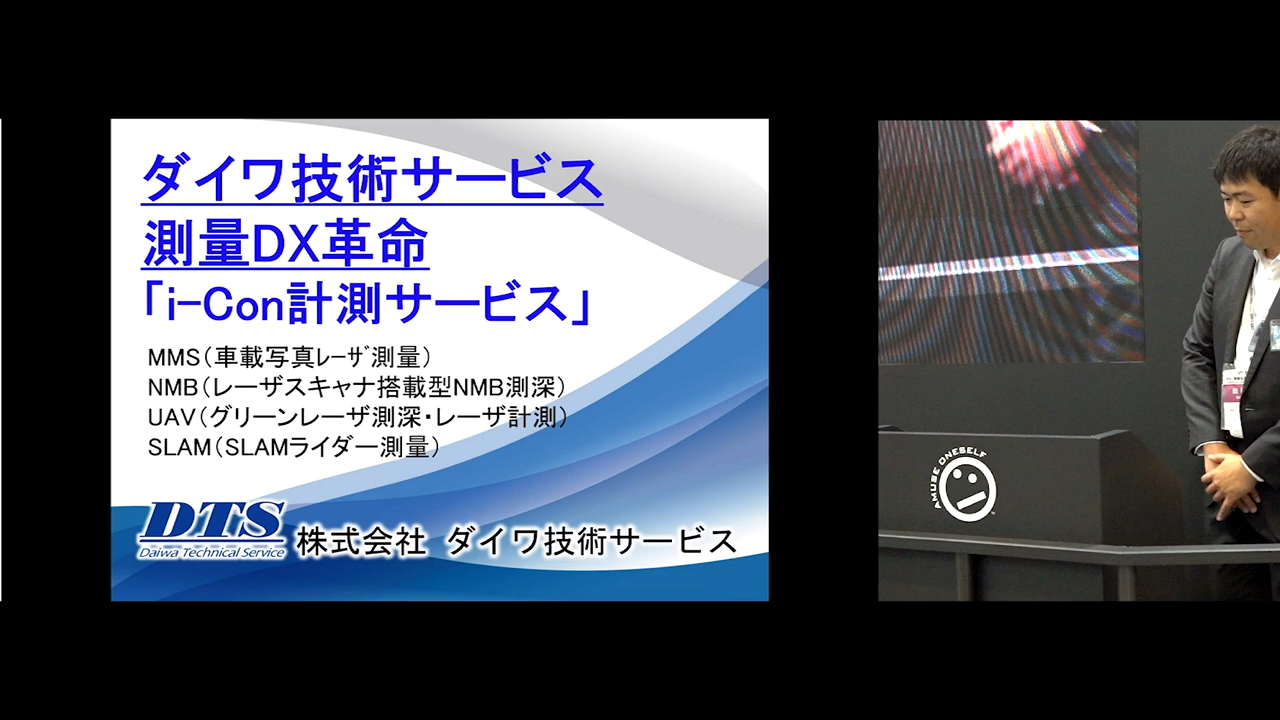 ダイワ技術サービス
測量DX革命
「i-Con計測サービス」
MMS（車載写真ﾚｰｻﾞ測量）
NMB（レーザスキャナ搭載型NMB測深）
UAV（グリーンレーザ測深・レーザ計測）
SLAM（SLAMライダー測量）
DTS
Daiwa Technical Service
株式会社 ダイワ技術サービス
AMUSE ONESELF